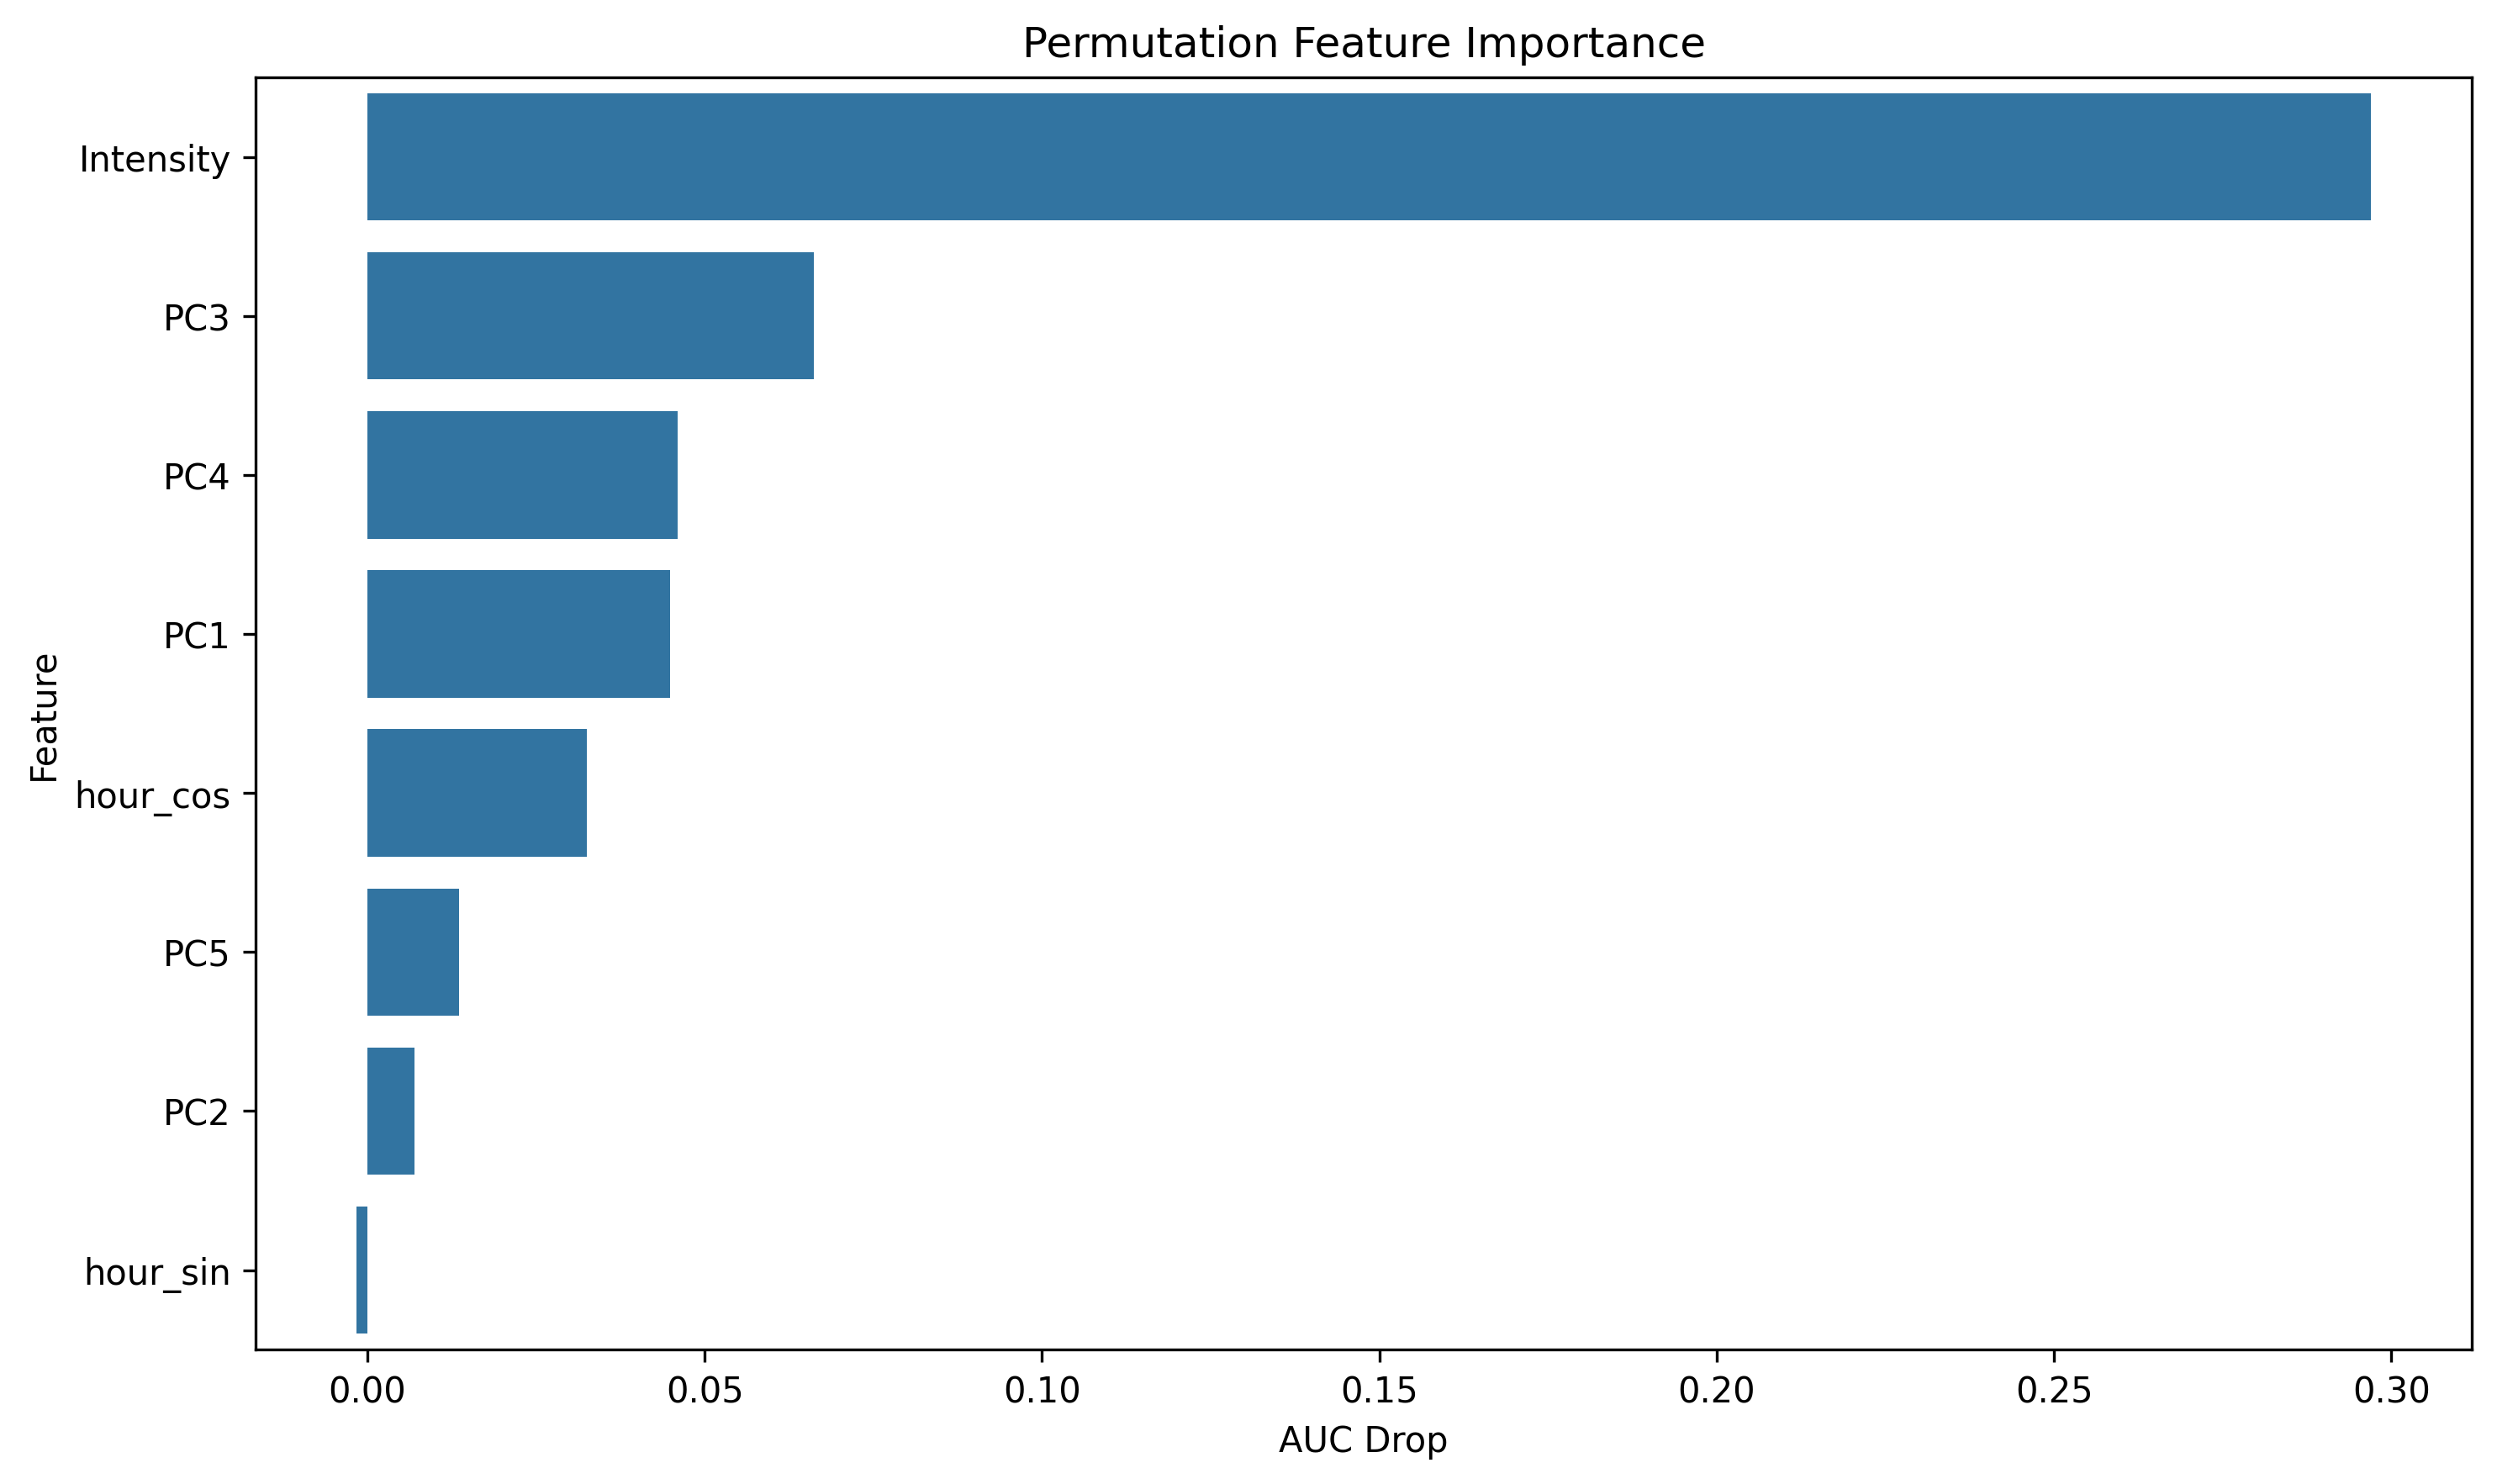 Permutation Feature Importance
Feature
Intensity
PC3
PC4
PC1
hour_cos
PC5
PC2
hour_sin
0.00 0.05 0.10 0.15 0.20 0.25 0.30
AUC Drop